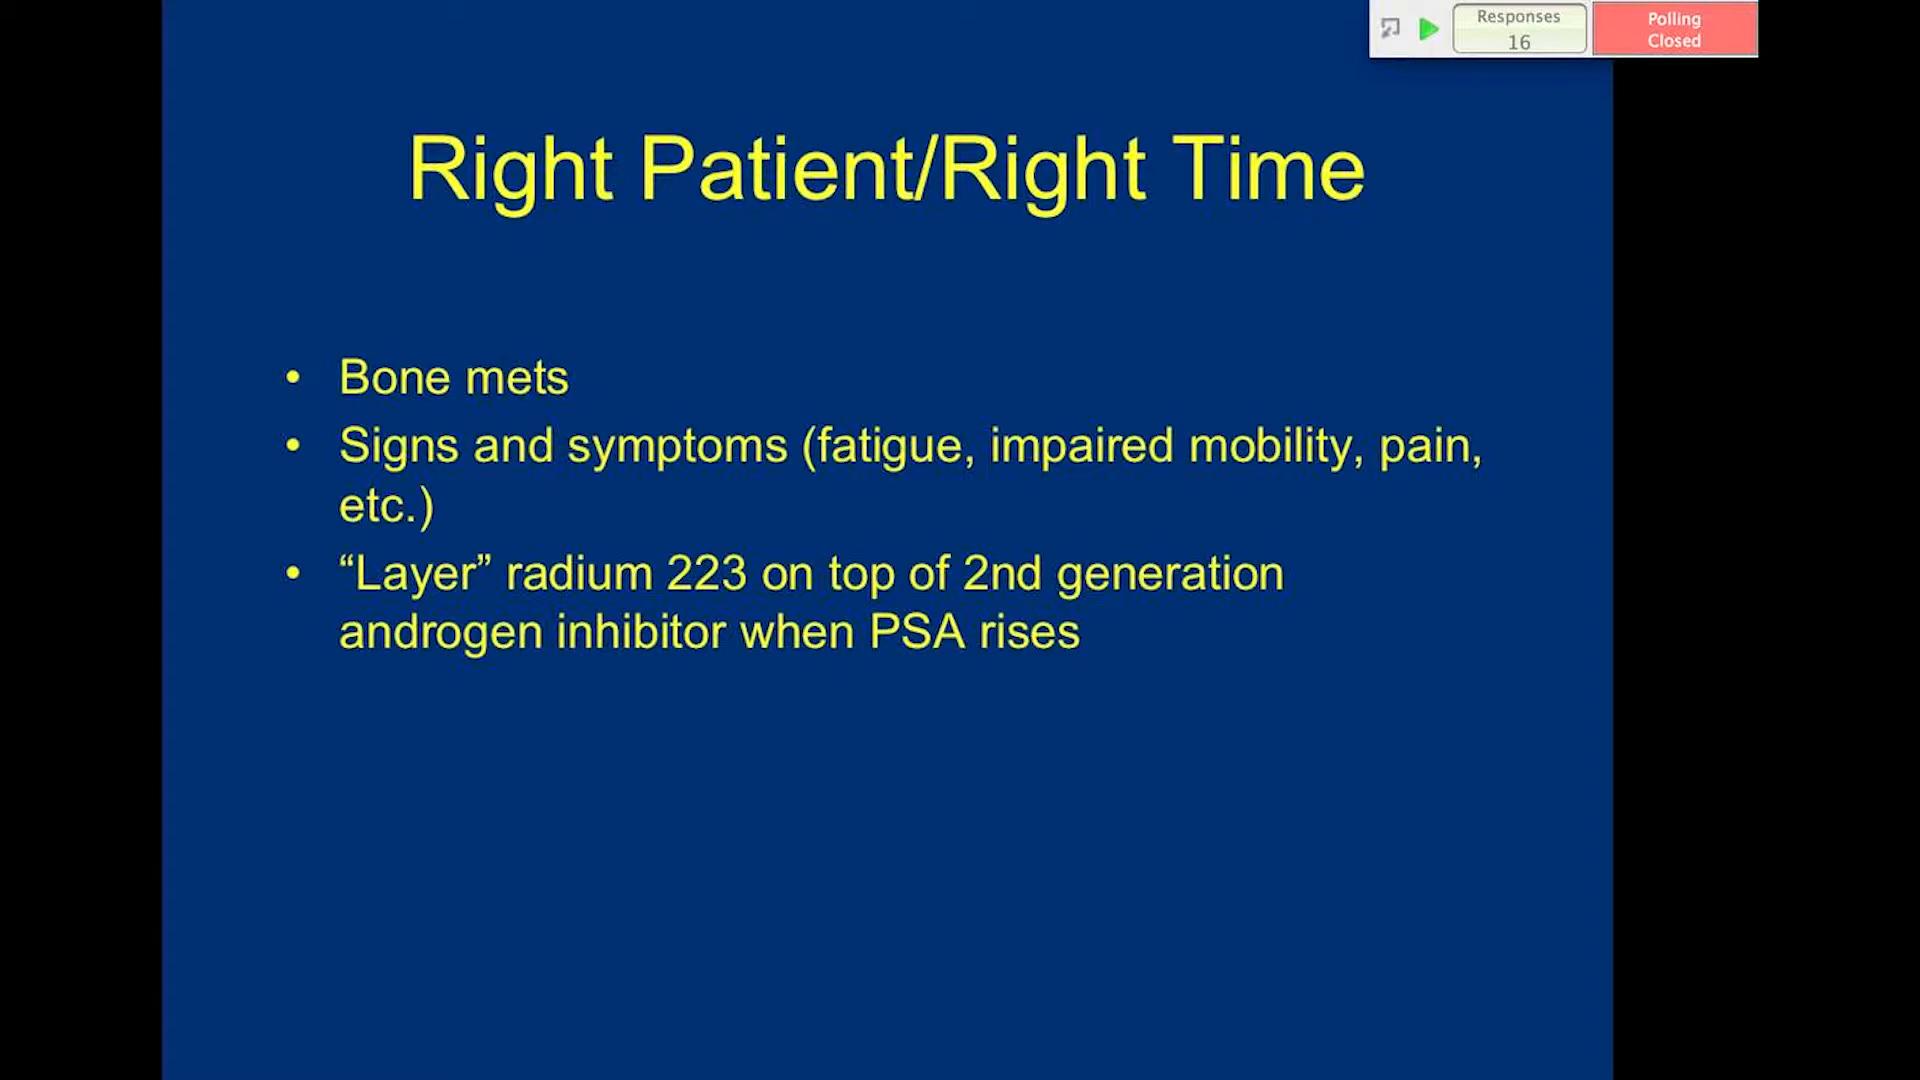 Responses
16
Polling
Closed
Right Patient/Right Time
• Bone mets
• Signs and symptoms (fatigue, impaired mobility, pain,
etc.)
• “Layer” radium 223 on top of 2nd generation
androgen inhibitor when PSA rises